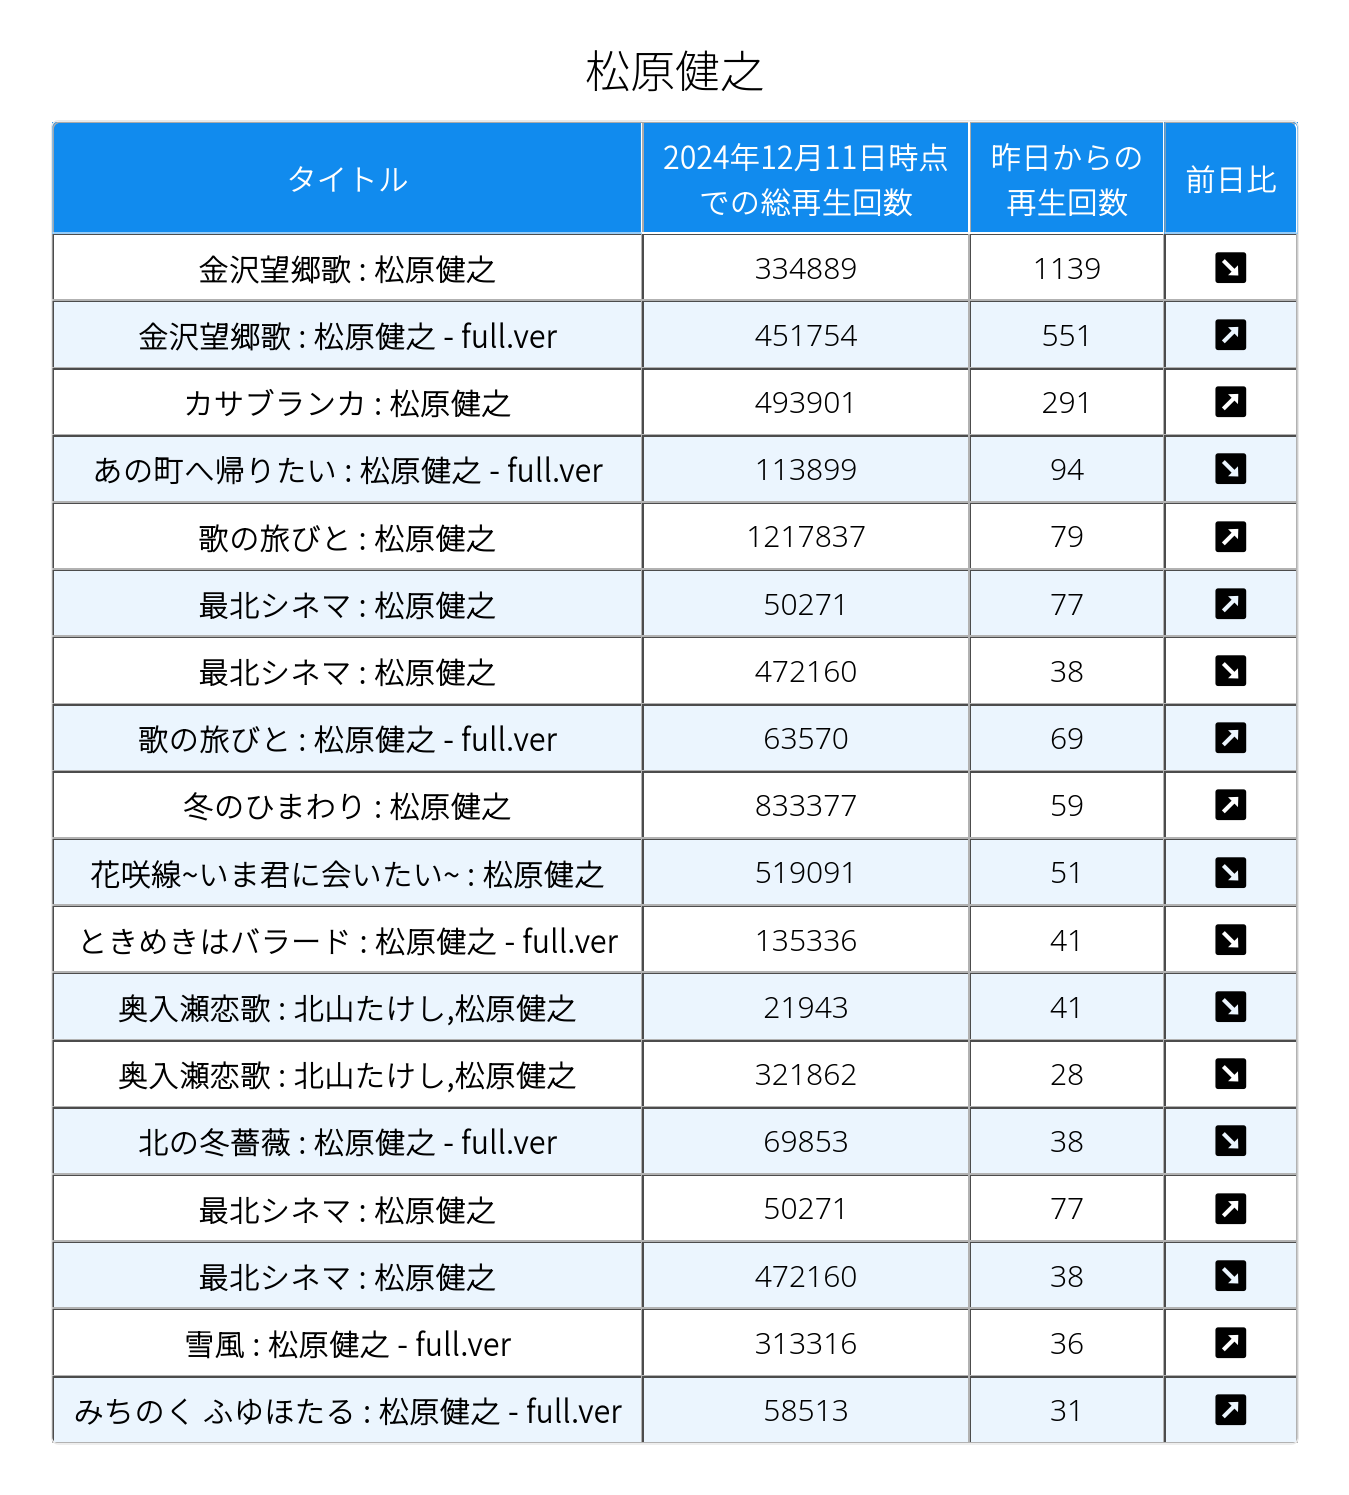 松原健之
タイトル 2024年12月11日時点 昨日からの 前日比
での総再生回数 再生回数
金沢望郷歌 : 松原健之 334889 1139 ↘
金沢望郷歌 : 松原健之 - full.ver 451754 551 ↗
カサブランカ : 松原健之 493901 291 ↗
あの町へ帰りたい : 松原健之 - full.ver 113899 94 ↘
歌の旅びと : 松原健之 1217837 79 ↗
最北シネマ : 松原健之 50271 77 ↗
最北シネマ : 松原健之 472160 38 ↘
歌の旅びと : 松原健之 - full.ver 63570 69 ↗
冬のひまわり : 松原健之 833377 59 ↗
花咲線~いま君に会いたい~ : 松原健之 519091 51 ↘
ときめきはバラード : 松原健之 - full.ver 135336 41 ↘
奥入瀬恋歌 : 北山たけし,松原健之 21943 41 ↘
奥入瀬恋歌 : 北山たけし,松原健之 321862 28 ↘
北の冬薔薇 : 松原健之 - full.ver 69853 38 ↘
最北シネマ : 松原健之 50271 77 ↗
最北シネマ : 松原健之 472160 38 ↘
雪風 : 松原健之 - full.ver 313316 36 ↗
みちのく ふゆほたる : 松原健之 - full.ver 58513 31 ↗